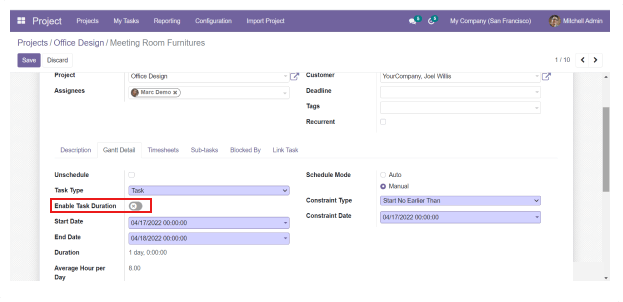 Project Projects My Tasks Reporting Configuration Import Project My Company (San Francisco) Mitchell Admin
Projects / Office Design / Meeting Room Furnitures
Save Discard 1 / 10
Project Office Design Customer YourCompany, Joel Willis
Assignees Marc Demo × Deadline
Tags
Recurrent
Description Gantt Detail Timesheets Sub-tasks Blocked By Link Task
Unschedule Schedule Mode Auto
Manual
Task Type Task
Constraint Type Start No Earlier Than
Enable Task Duration
Constraint Date 04/17/2022 00:00:00
Start Date 04/17/2022 00:00:00
End Date 04/18/2022 00:00:00
Duration 1 day, 0:00:00
Average Hour per Day 8.00